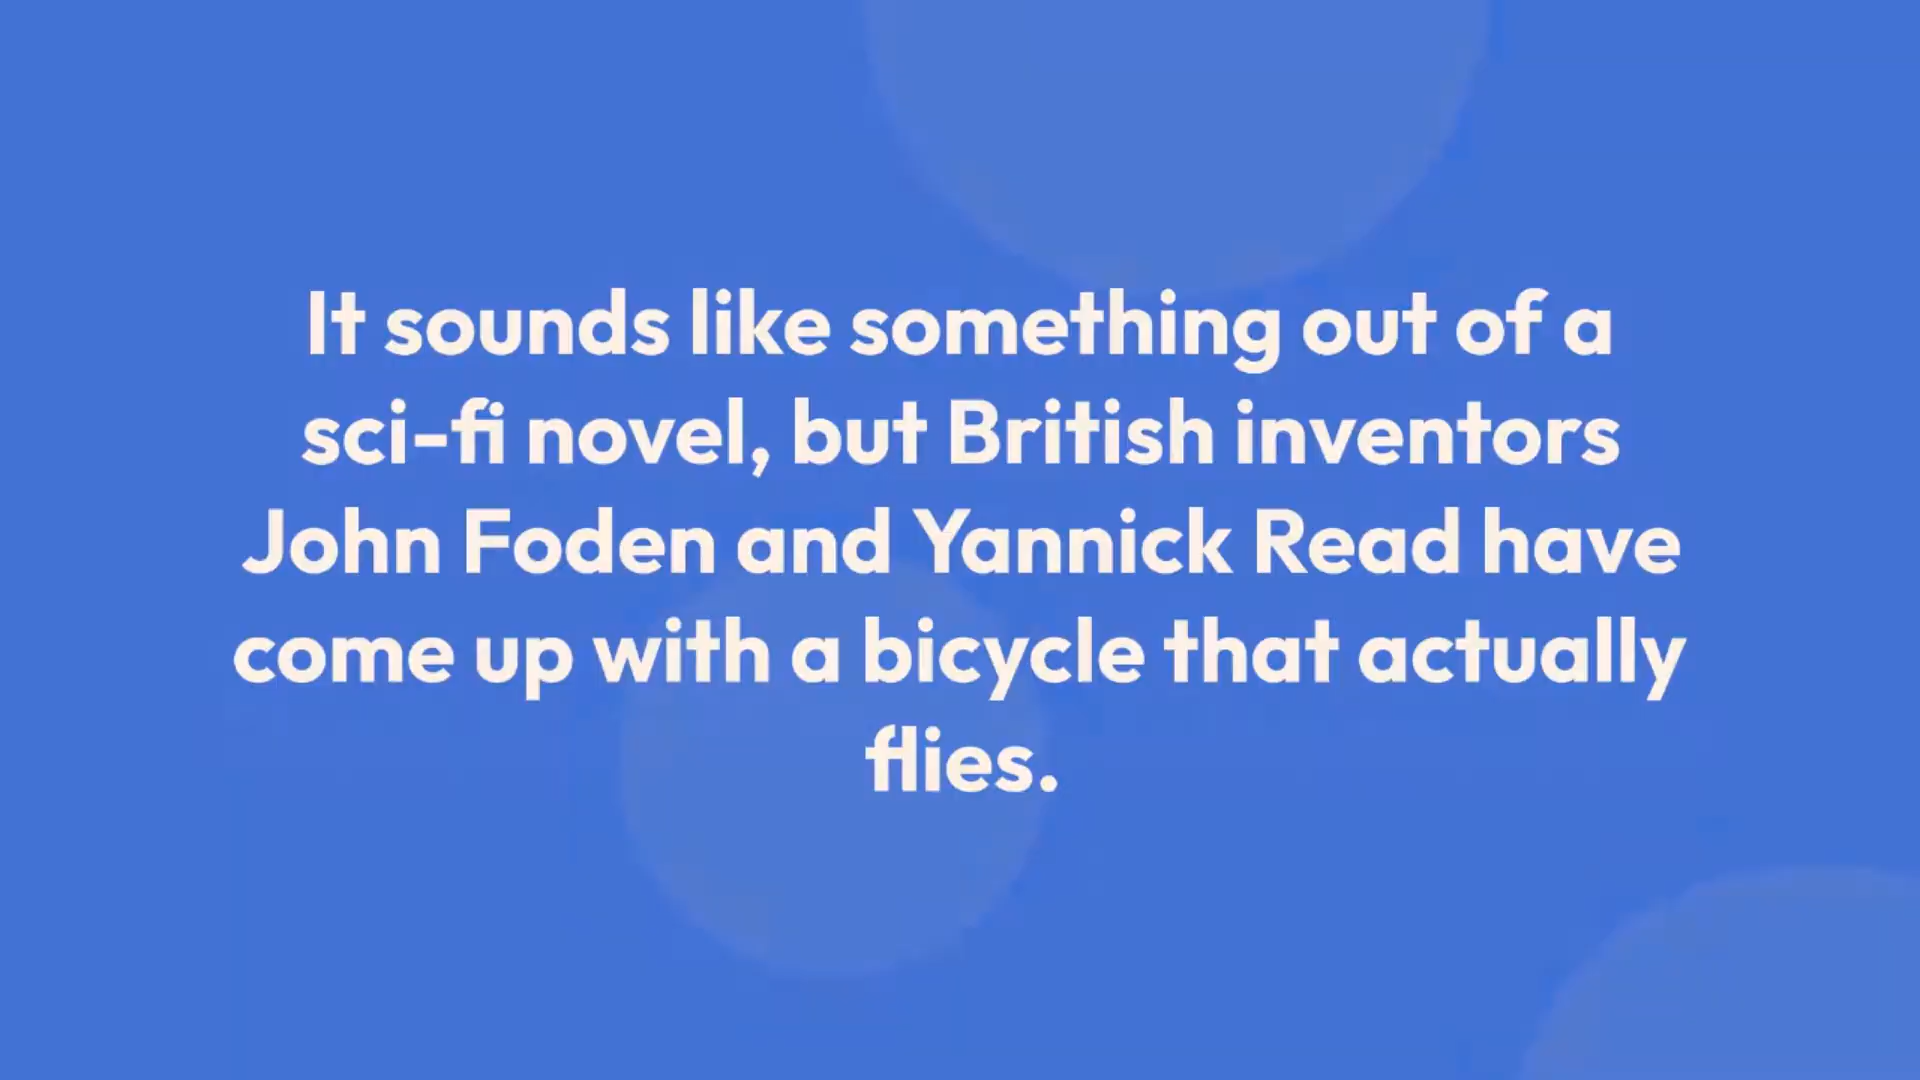 It sounds like something out of a
sci-fi novel, but British inventors
John Foden and Yannick Read have
come up with a bicycle that actually
flies.